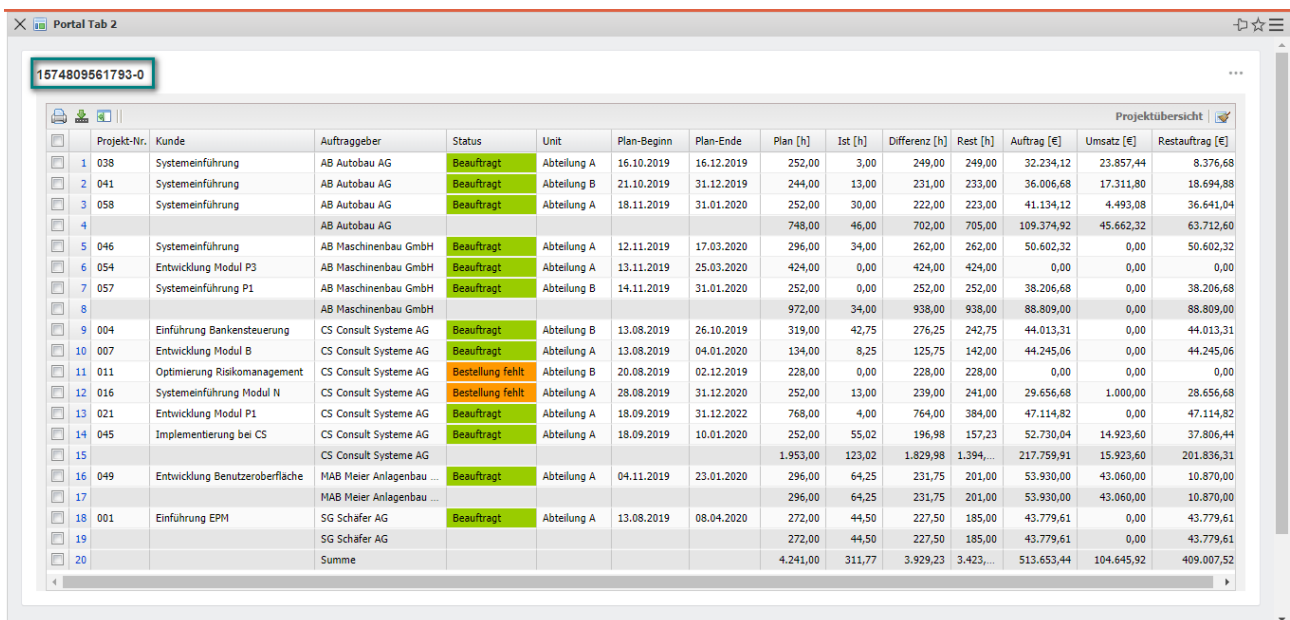 Portal Tab 2
1574809561793-0
Projektübersicht
Projekt-Nr. Kunde Auftraggeber Status Unit Plan-Beginn Plan-Ende Plan [h] Ist [h] Differenz [h] Rest [h] Auftrag [€] Umsatz [€] Restauftrag [€]
1 038 Systemeinführung AB Autobau AG Beauftragt Abteilung A 16.10.2019 16.12.2019 252,00 3,00 249,00 249,00 32.234,12 23.857,44 8.376,68
2 041 Systemeinführung AB Autobau AG Beauftragt Abteilung B 21.10.2019 31.12.2019 244,00 13,00 231,00 233,00 36.006,68 17.311,80 18.694,88
3 058 Systemeinführung AB Autobau AG Beauftragt Abteilung A 18.11.2019 31.01.2020 252,00 30,00 222,00 223,00 41.134,12 4.493,08 36.641,04
4 AB Autobau AG 748,00 46,00 702,00 705,00 109.374,92 45.662,32 63.712,60
5 046 Systemeinführung AB Maschinenbau GmbH Beauftragt Abteilung A 12.11.2019 17.03.2020 296,00 34,00 262,00 262,00 50.602,32 0,00 50.602,32
6 054 Entwicklung Modul P3 AB Maschinenbau GmbH Beauftragt Abteilung A 13.11.2019 25.03.2020 424,00 0,00 424,00 424,00 0,00 0,00 0,00
7 057 Systemeinführung P1 AB Maschinenbau GmbH Beauftragt Abteilung B 14.11.2019 31.01.2020 252,00 0,00 252,00 252,00 38.206,68 0,00 38.206,68
8 AB Maschinenbau GmbH 972,00 34,00 938,00 938,00 88.809,00 0,00 88.809,00
9 004 Einführung Bankensteuerung CS Consult Systeme AG Beauftragt Abteilung B 13.08.2019 26.10.2019 319,00 42,75 276,25 242,75 44.013,31 0,00 44.013,31
10 007 Entwicklung Modul B CS Consult Systeme AG Beauftragt Abteilung A 13.08.2019 04.01.2020 134,00 8,25 125,75 142,00 44.245,06 0,00 44.245,06
11 011 Optimierung Risikomanagement CS Consult Systeme AG Bestellung fehlt Abteilung B 20.08.2019 02.12.2019 228,00 0,00 228,00 228,00 0,00 0,00 0,00
12 016 Systemeinführung Modul N CS Consult Systeme AG Bestellung fehlt Abteilung A 28.08.2019 31.12.2020 252,00 13,00 239,00 241,00 29.656,68 1.000,00 28.656,68
13 021 Entwicklung Modul P1 CS Consult Systeme AG Beauftragt Abteilung A 18.09.2019 31.12.2022 768,00 4,00 764,00 384,00 47.114,82 0,00 47.114,82
14 045 Implementierung bei CS CS Consult Systeme AG Beauftragt Abteilung A 18.09.2019 10.01.2020 252,00 55,02 196,98 157,23 52.730,04 14.923,60 37.806,44
15 CS Consult Systeme AG 1.953,00 123,02 1.829,98 1.394,... 217.759,91 15.923,60 201.836,31
16 049 Entwicklung Benutzeroberfläche MAB Meier Anlagenbau ... Beauftragt Abteilung A 04.11.2019 23.01.2020 296,00 64,25 231,75 201,00 53.930,00 43.060,00 10.870,00
17 MAB Meier Anlagenbau ... 296,00 64,25 231,75 201,00 53.930,00 43.060,00 10.870,00
18 001 Einführung EPM SG Schäfer AG Beauftragt Abteilung A 13.08.2019 08.04.2020 272,00 44,50 227,50 185,00 43.779,61 0,00 43.779,61
19 SG Schäfer AG 272,00 44,50 227,50 185,00 43.779,61 0,00 43.779,61
20 Summe 4.241,00 311,77 3.929,23 3.423,... 513.653,44 104.645,92 409.007,52